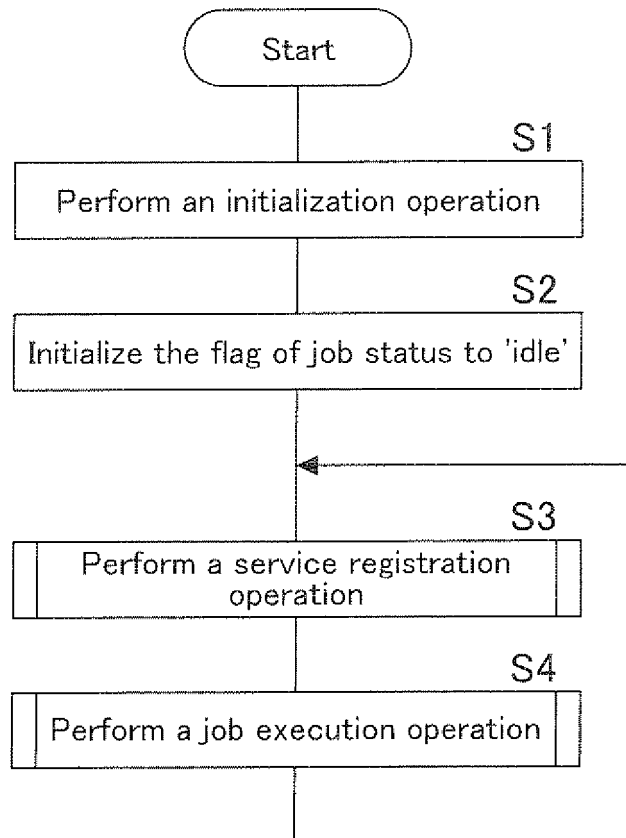 Start
S1
Perform an initialization operation
S2
Initialize the flag of job status to 'idle'
S3
Perform a service registration
operation
S4
Perform a job execution operation